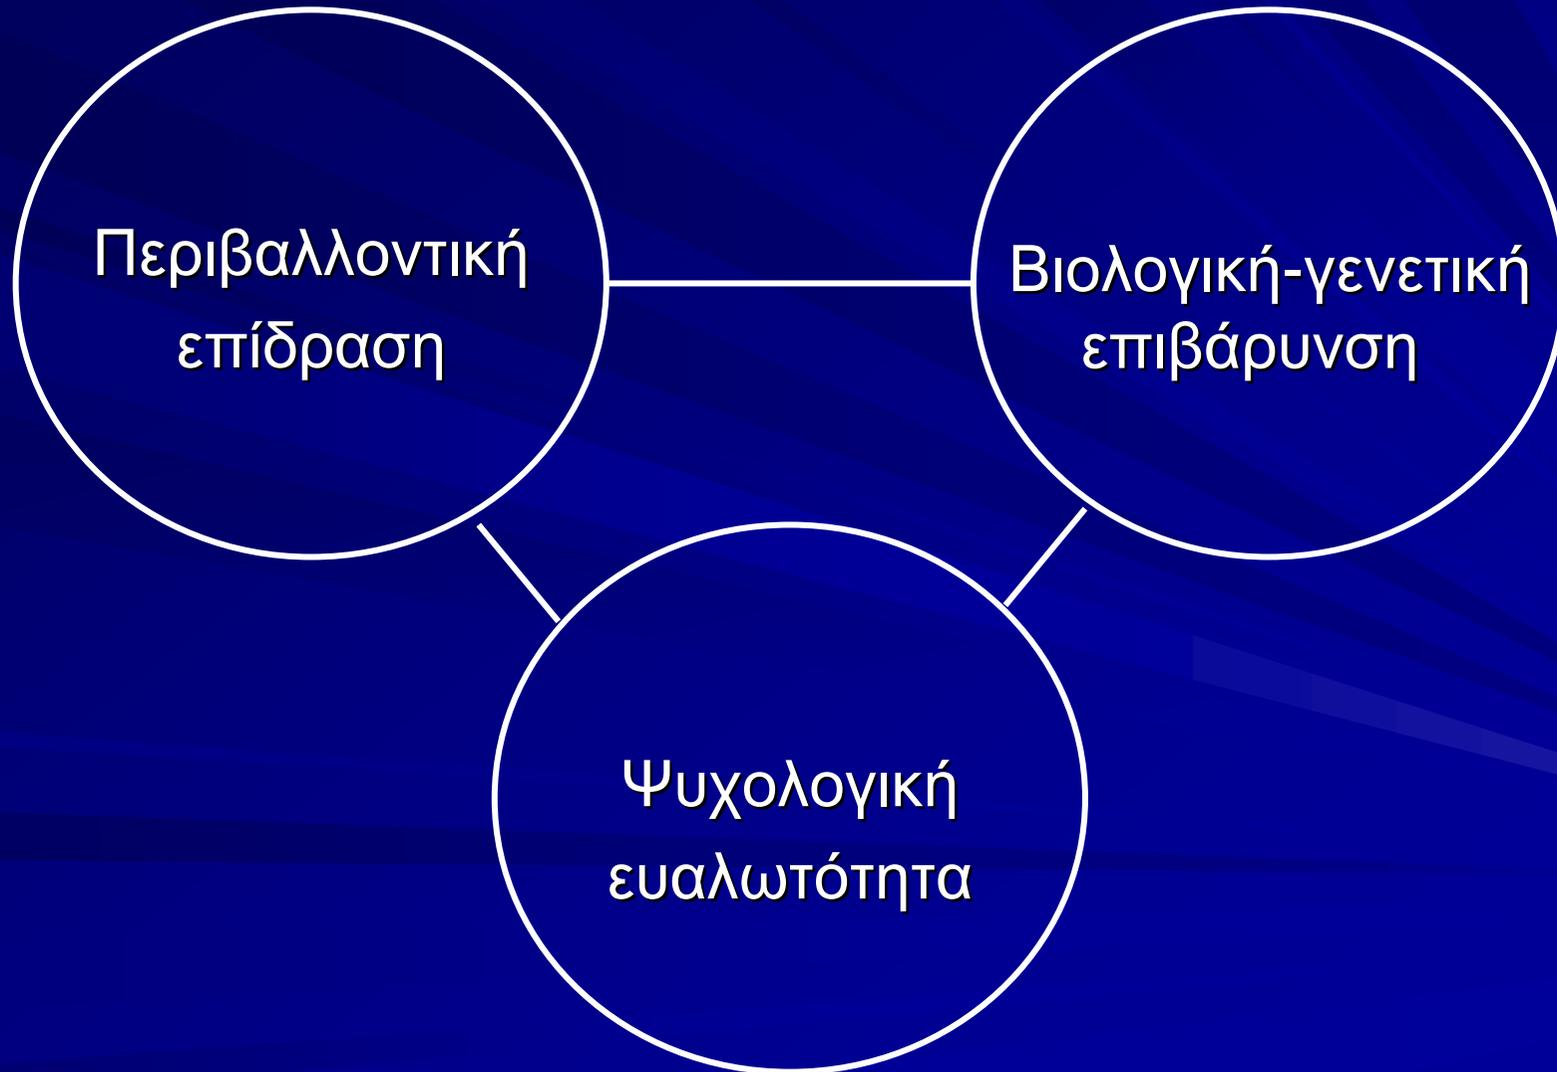 Περιβαλλοντική
επίδραση
Βιολογική-γενετική
επιβάρυνση
Ψυχολογική
ευαλωτότητα